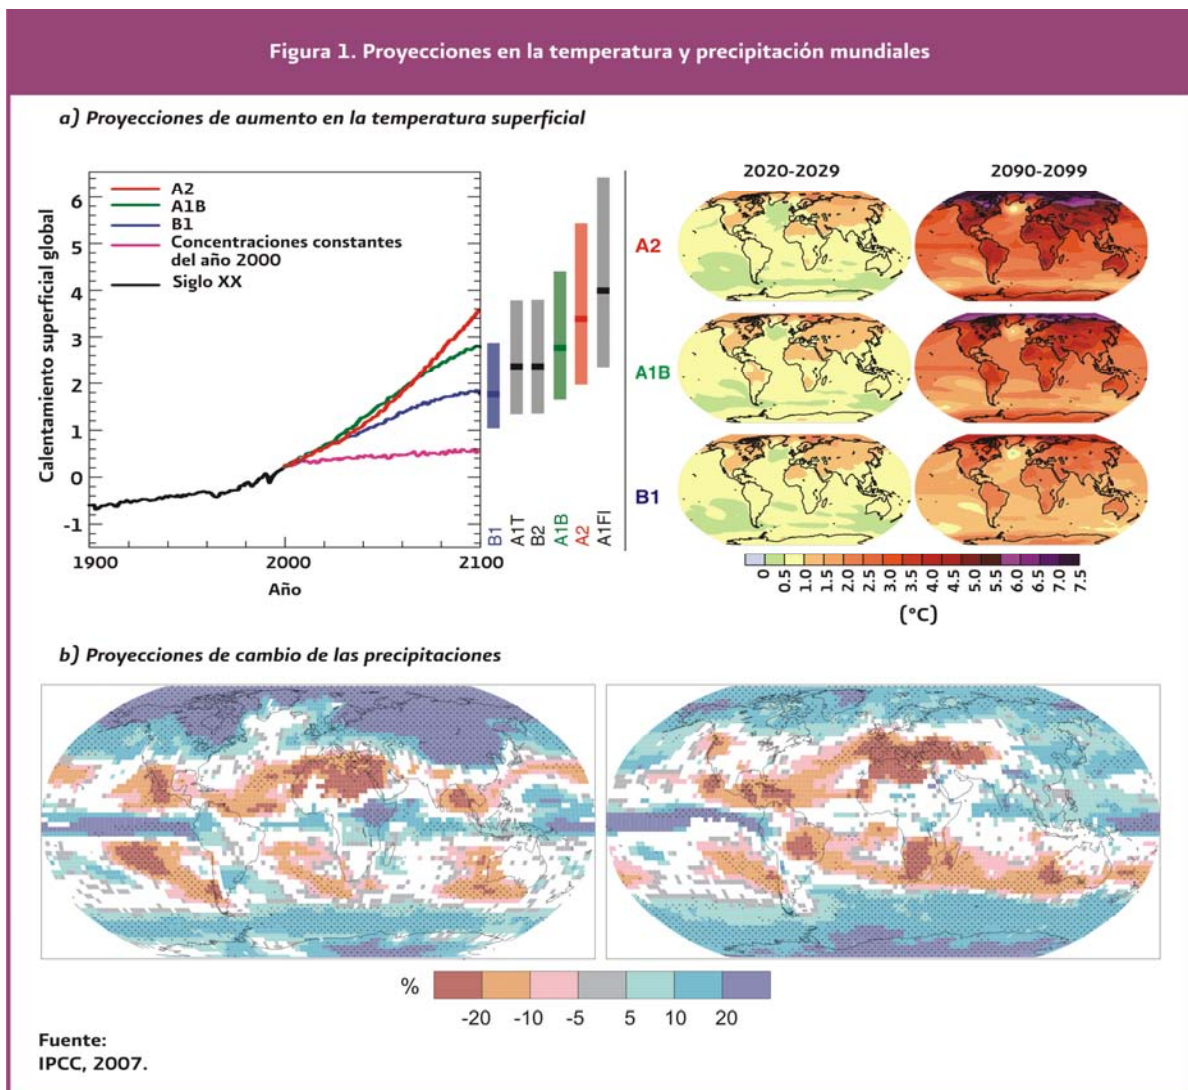 Figura 1. Proyecciones en la temperatura y precipitación mundiales
a) Proyecciones de aumento en la temperatura superficial
Calentamiento superficial global
6
5
4
3
2
1
0
-1
A2
A1B
B1
Concentraciones constantes
del año 2000
Siglo XX
1900
2000
2100
Año
B1
A1T
B2
A1B
A2
A1FI
2020-2029
2090-2099
A2
A1B
B1
0 0.5 1.0 1.5 2.0 2.5 3.0 3.5 4.0 4.5 5.0 5.5 6.0 6.5 7.0 7.5
(°C)
b) Proyecciones de cambio de las precipitaciones
%
-20 -10 -5 5 10 20
Fuente:
IPCC, 2007.